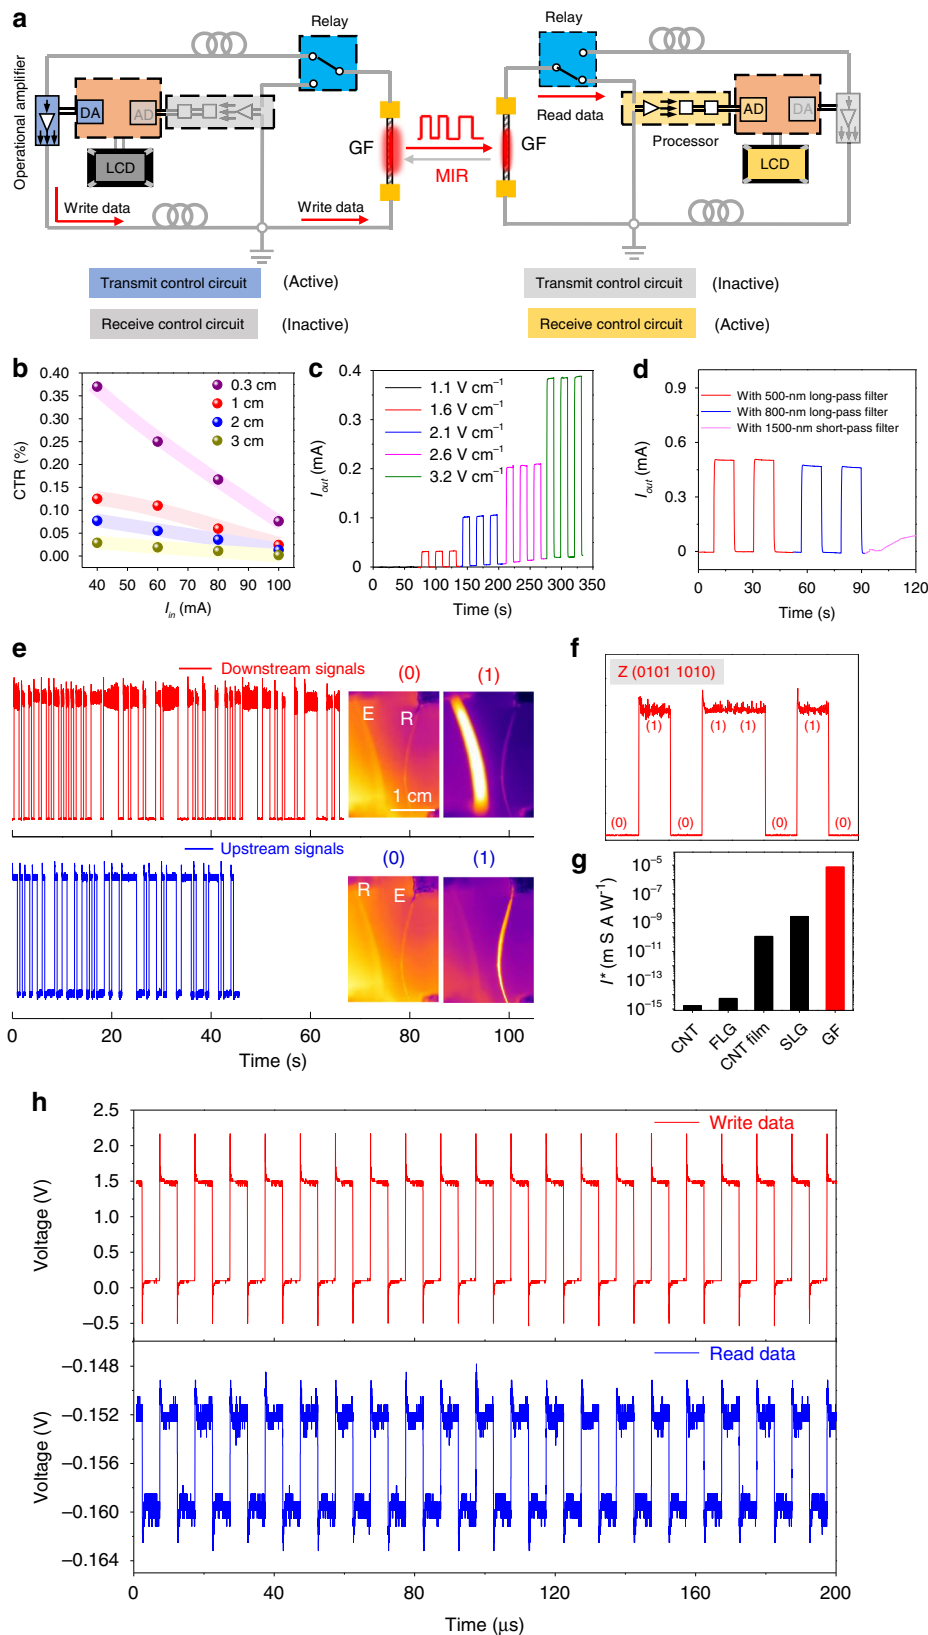 a
Relay
Relay
Operational amplifier
DA
AD
LCD
GF
MIR
GF
Read data
Processor
AD
DA
LCD
Write data
Write data
Transmit control circuit
(Active)
Receive control circuit
(Inactive)
Transmit control circuit
(Inactive)
Receive control circuit
(Active)
b
CTR (%)
0.40
0.35
0.30
0.25
0.20
0.15
0.10
0.05
0.00
0.3 cm
1 cm
2 cm
3 cm
40 60 80 100
I_in (mA)
c
I_out (mA)
0.4
0.3
0.2
0.1
0
1.1 V cm⁻¹
1.6 V cm⁻¹
2.1 V cm⁻¹
2.6 V cm⁻¹
3.2 V cm⁻¹
0 50 100 150 200 250 300 350
Time (s)
d
I_out (mA)
0.9
0.6
0.3
0
With 500-nm long-pass filter
With 800-nm long-pass filter
With 1500-nm short-pass filter
0 30 60 90 120
Time (s)
e
Downstream signals
(0)
(1)
E
R
1 cm
Upstream signals
(0)
(1)
R
E
0 20 40 60 80 100
Time (s)
f
Z (0101 1010)
(1)
(1)
(1)
(1)
(0)
(0)
(0)
(0)
g
I* (m S A W⁻¹)
10⁻⁵
10⁻⁷
10⁻⁹
10⁻¹¹
10⁻¹³
10⁻¹⁵
CNT
FLG
CNT film
SLG
GF
h
Voltage (V)
2.5
2.0
1.5
1.0
0.5
0.0
−0.5
Write data
Voltage (V)
−0.148
−0.152
−0.156
−0.160
−0.164
Read data
0 40 80 120 160 200
Time (μs)